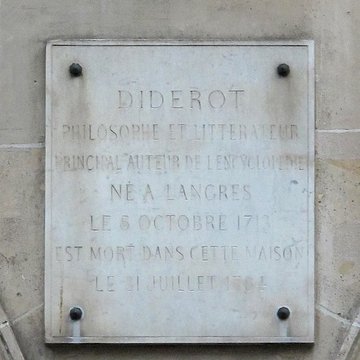 DIDEROT
PHILOSOPHE ET LITTERATEUR
PRINCIPAL AUTEUR DE L'ENCYCLOPEDIE
NÉ A LANGRES
LE 5 OCTOBRE 1713
EST MORT DANS CETTE MAISON
LE 31 JUILLET 1784